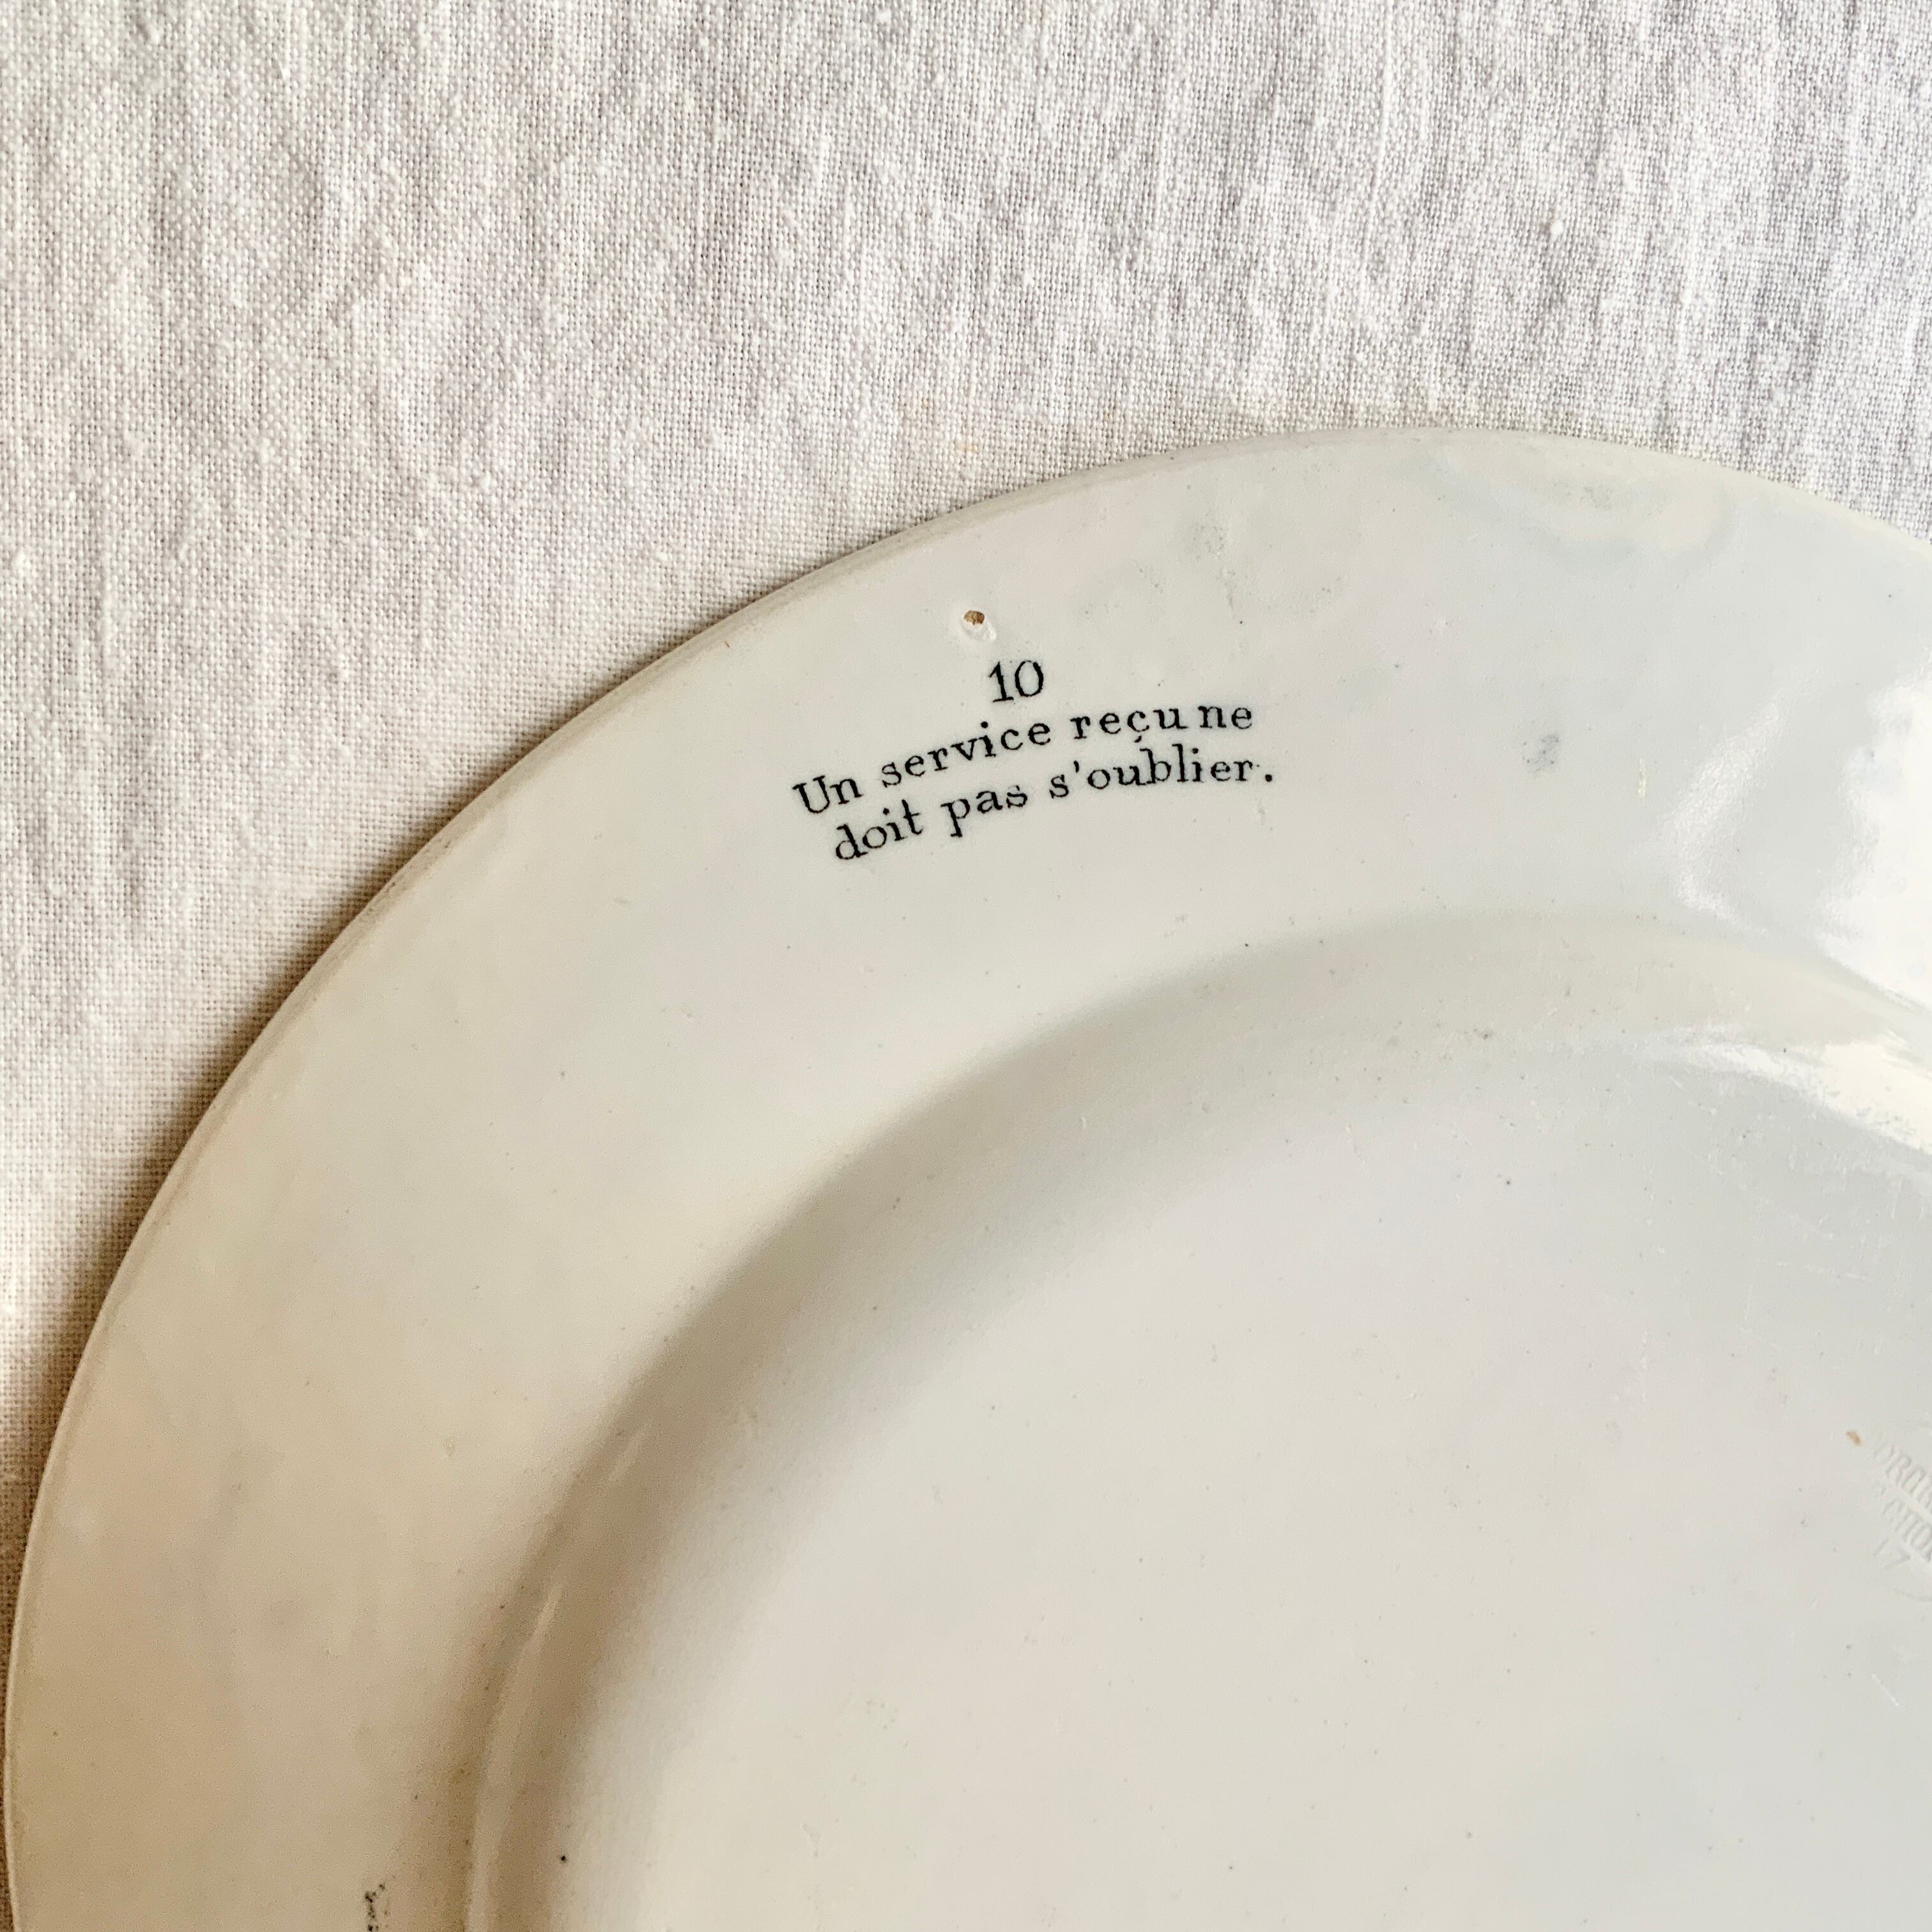 10
Un service reçu ne
doit pas s'oublier.